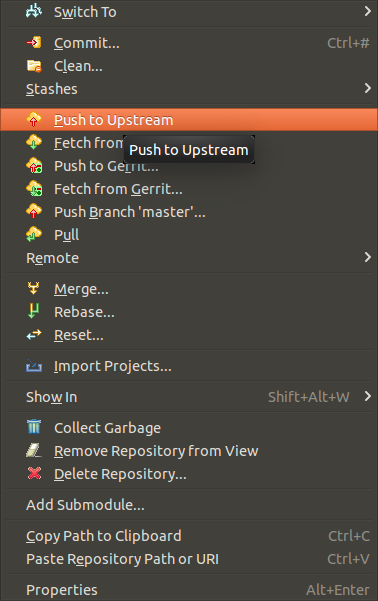 Switch To
Commit... Ctrl+#
Clean...
Stashes
Push to Upstream
Fetch from
Push to Upstream
Push to Gerrit...
Fetch from Gerrit...
Push Branch 'master'...
Pull
Remote
Merge...
Rebase...
Reset...
Import Projects...
Show In Shift+Alt+W
Collect Garbage
Remove Repository from View
Delete Repository...
Add Submodule...
Copy Path to Clipboard Ctrl+C
Paste Repository Path or URI Ctrl+V
Properties Alt+Enter